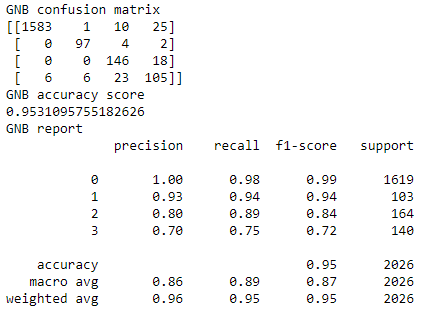 GNB confusion matrix
[[1583 1 10 25]
[ 0 97 4 2]
[ 0 0 146 18]
[ 6 6 23 105]]
GNB accuracy score
0.9531095755182626
GNB report
precision recall f1-score support
0 1.00 0.98 0.99 1619
1 0.93 0.94 0.94 103
2 0.80 0.89 0.84 164
3 0.70 0.75 0.72 140
accuracy 0.95 2026
macro avg 0.86 0.89 0.87 2026
weighted avg 0.96 0.95 0.95 2026